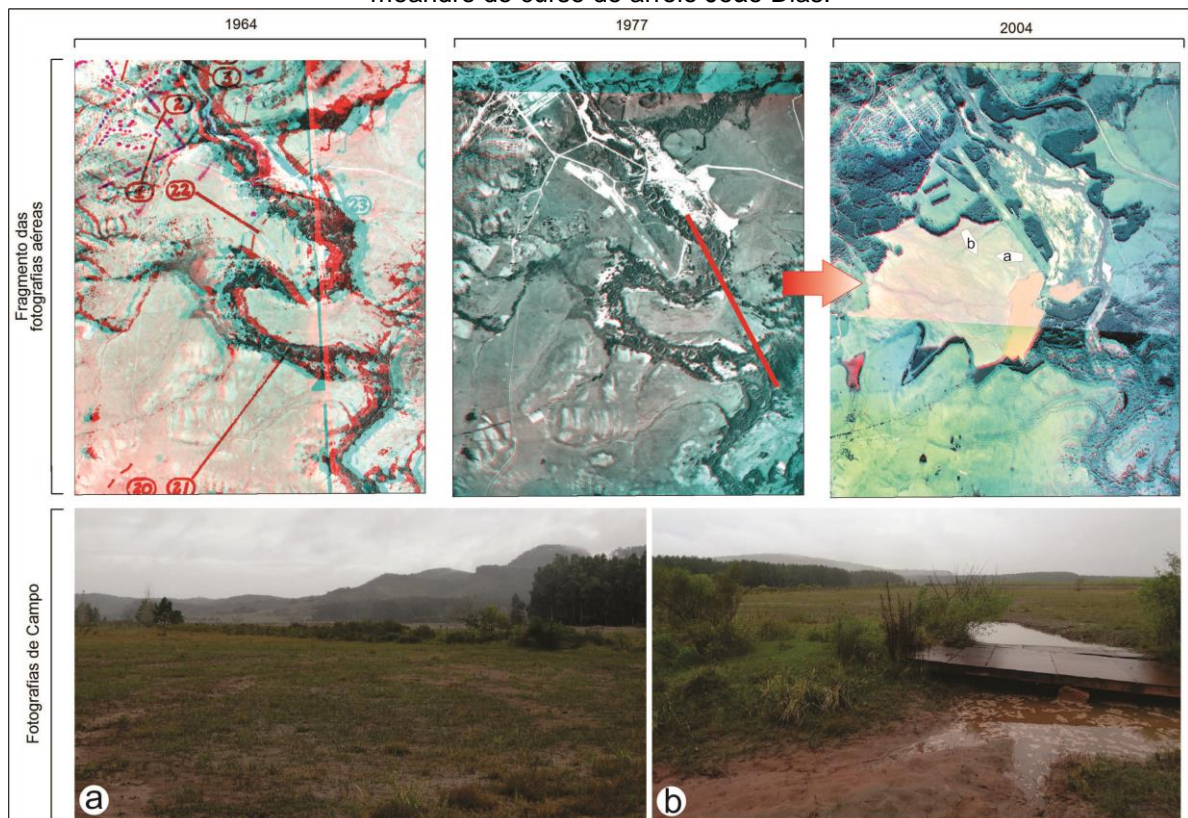 meandro do curso do arroio João Dias.
1964
1977
2004
Fragmento das
fotografias aéreas
3
2
1
22
23
20
21
b
a
Fotografias de Campo
a
b